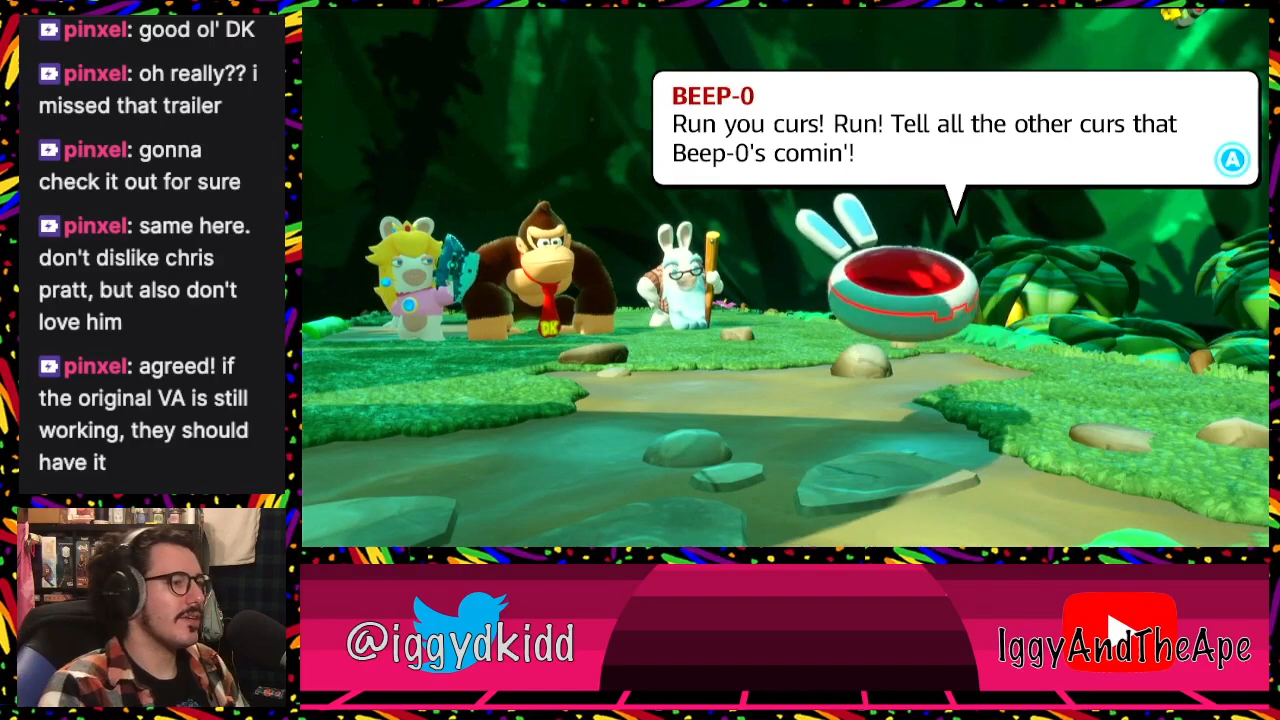 pinxel: good ol' DK
pinxel: oh really?? i
missed that trailer
pinxel: gonna
check it out for sure
pinxel: same here.
don't dislike chris
pratt, but also don't
love him
pinxel: agreed! if
the original VA is still
working, they should
have it
BEEP-0
Run you curs! Run! Tell all the other curs that
Beep-0's comin'!
A
DK
@iggydkidd
IggyAndTheApe